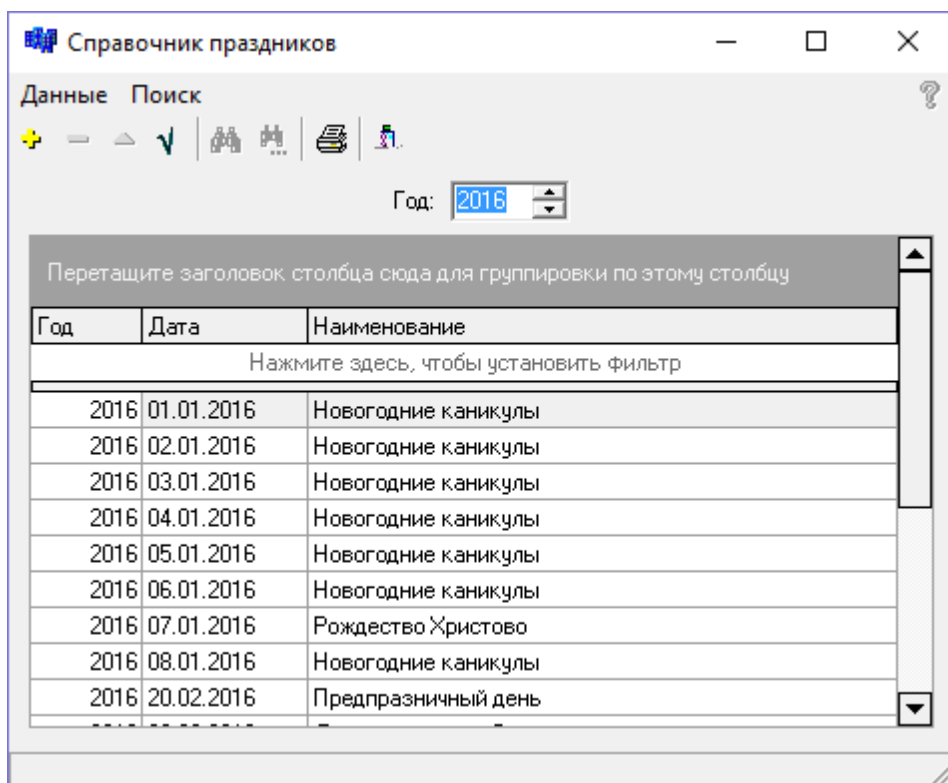 Справочник праздников
Данные Поиск
Год: 2016
Перетащите заголовок столбца сюда для группировки по этому столбцу
Год Дата Наименование
Нажмите здесь, чтобы установить фильтр
2016 01.01.2016 Новогодние каникулы
2016 02.01.2016 Новогодние каникулы
2016 03.01.2016 Новогодние каникулы
2016 04.01.2016 Новогодние каникулы
2016 05.01.2016 Новогодние каникулы
2016 06.01.2016 Новогодние каникулы
2016 07.01.2016 Рождество Христово
2016 08.01.2016 Новогодние каникулы
2016 20.02.2016 Предпразничный день